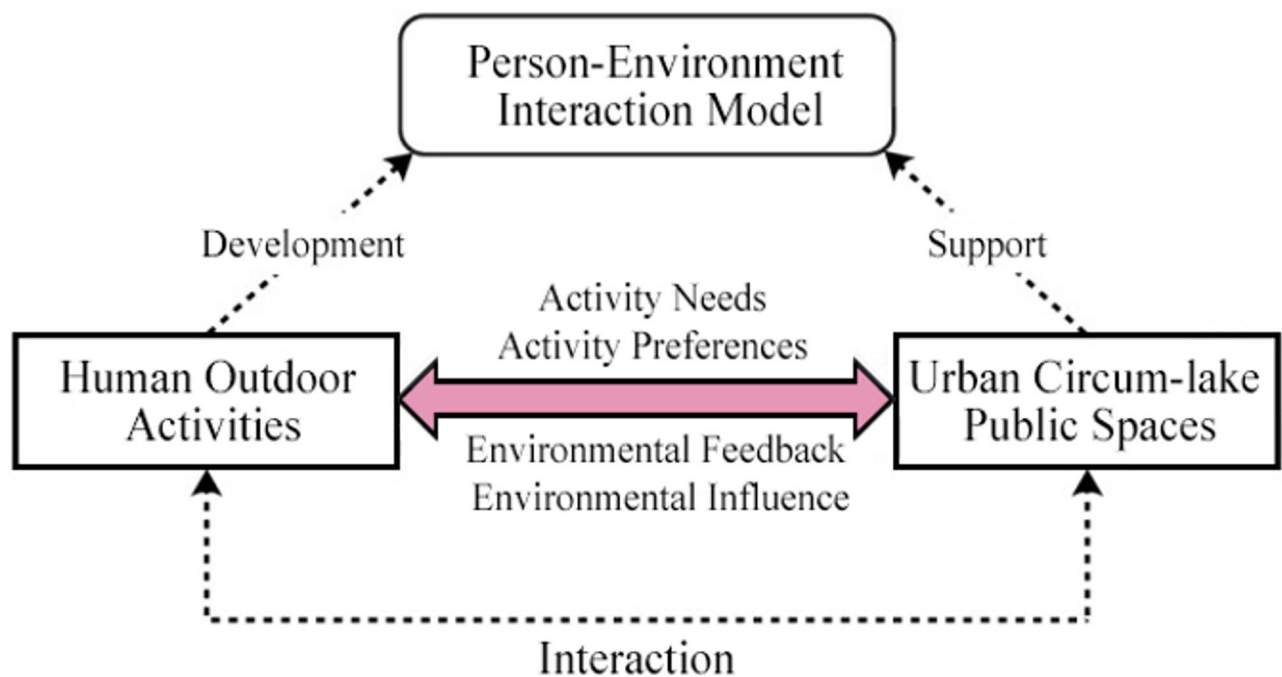 Person-Environment
Interaction Model
Development
Support
Activity Needs
Activity Preferences
Human Outdoor
Activities
Urban Circum-lake
Public Spaces
Environmental Feedback
Environmental Influence
Interaction